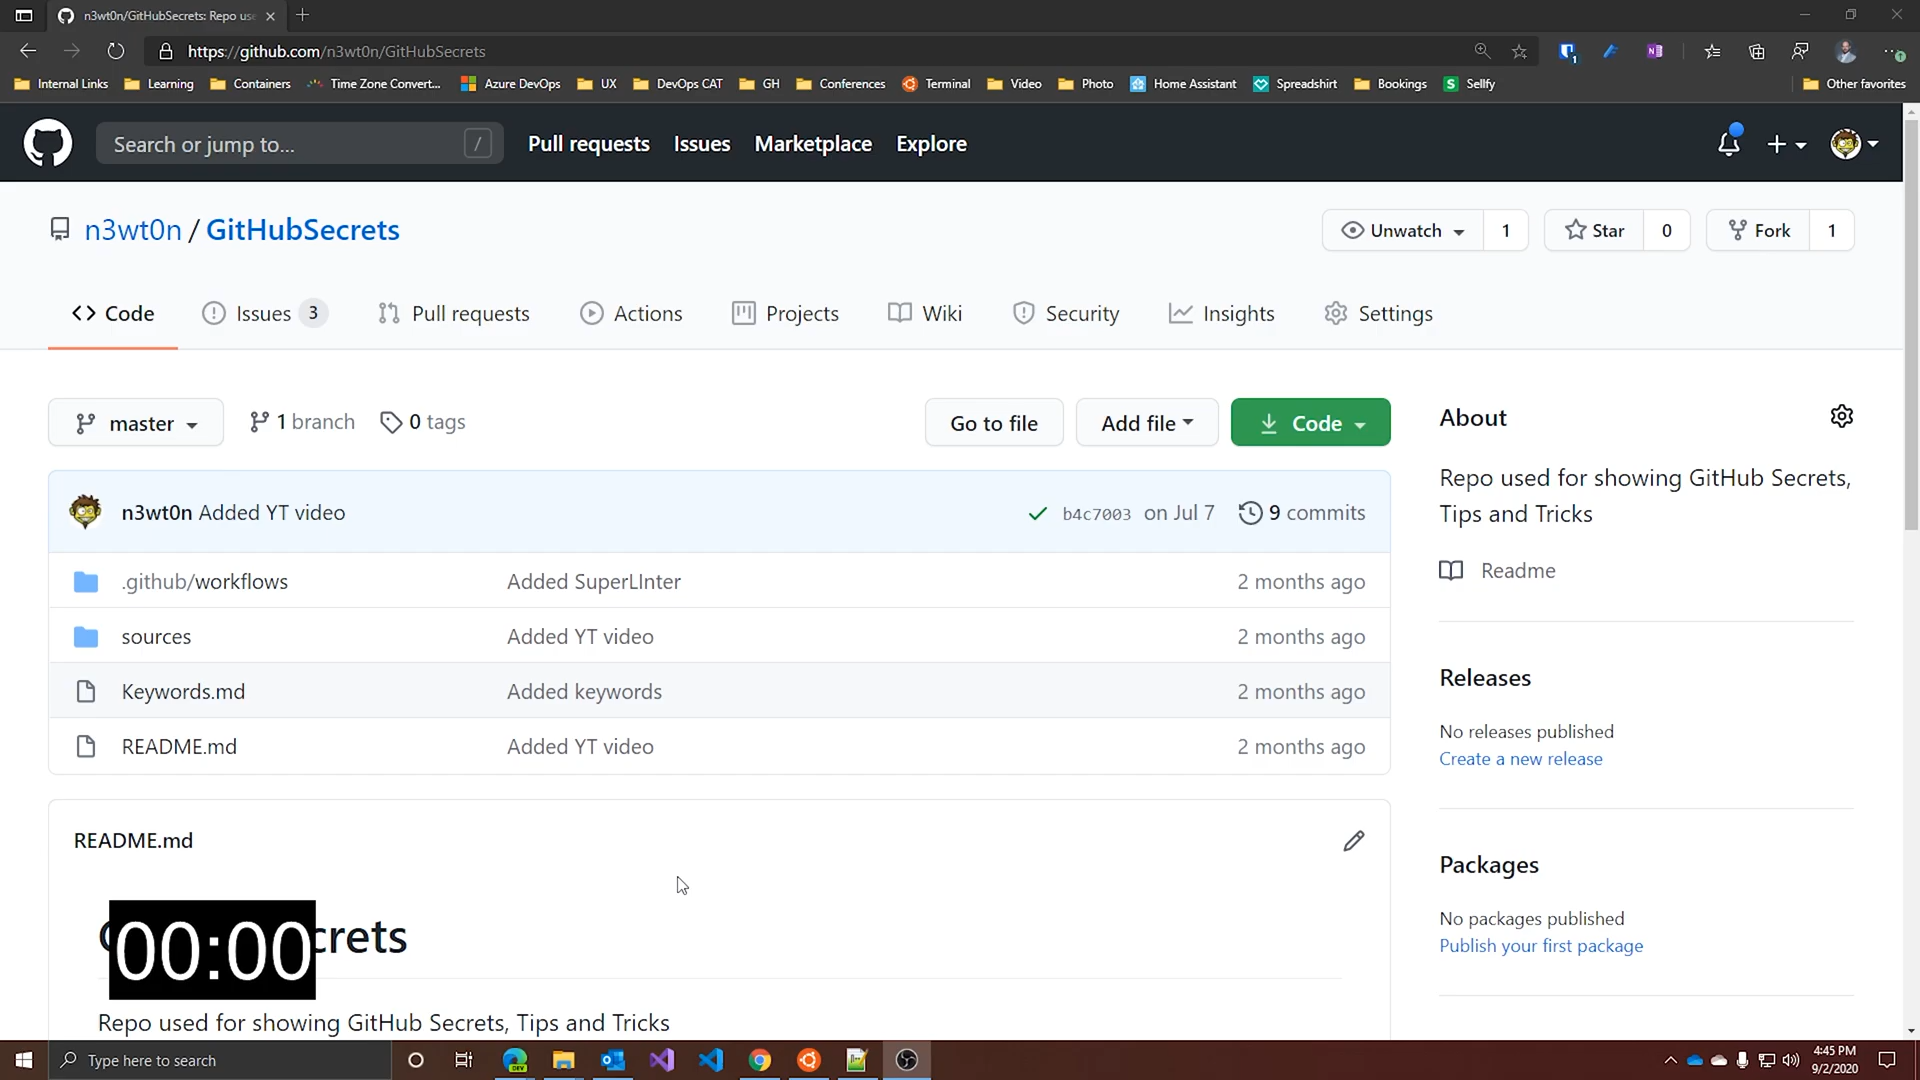 n3wt0n/GitHubSecrets: Repo use
https://github.com/n3wt0n/GitHubSecrets
1
Internal Links Learning Containers Time Zone Convert... Azure DevOps UX DevOps CAT GH Conferences Terminal Video Photo Home Assistant Spreadshirt Bookings Sellfy Other favorites
Search or jump to... / Pull requests Issues Marketplace Explore
n3wt0n / GitHubSecrets Unwatch 1 Star 0 Fork 1
Code Issues 3 Pull requests Actions Projects Wiki Security Insights Settings
master 1 branch 0 tags Go to file Add file Code
n3wt0n Added YT video b4c7003 on Jul 7 9 commits
.github/workflows Added SuperLInter 2 months ago
sources Added YT video 2 months ago
Keywords.md Added keywords 2 months ago
README.md Added YT video 2 months ago
README.md
00:00
crets
Repo used for showing GitHub Secrets, Tips and Tricks
About
Repo used for showing GitHub Secrets,
Tips and Tricks
Readme
Releases
No releases published
Create a new release
Packages
No packages published
Publish your first package
Type here to search
DEV
4:45 PM
9/2/2020